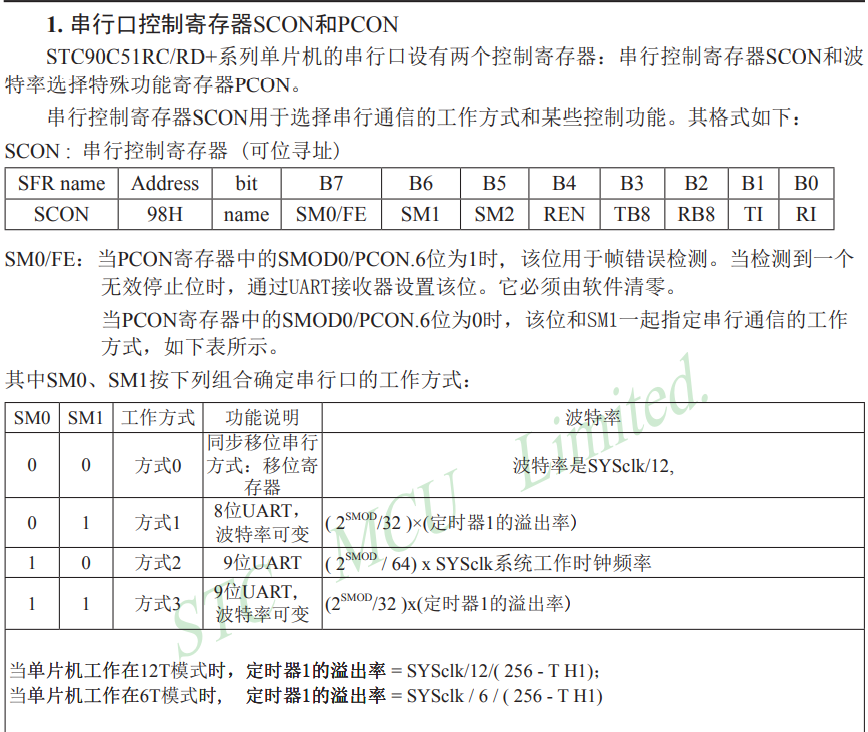 1. 串行口控制寄存器SCON和PCON
STC90C51RC/RD+系列单片机的串行口设有两个控制寄存器：串行控制寄存器SCON和波
特率选择特殊功能寄存器PCON。
串行控制寄存器SCON用于选择串行通信的工作方式和某些控制功能。其格式如下：
SCON : 串行控制寄存器 (可位寻址)
SFR name Address bit B7 B6 B5 B4 B3 B2 B1 B0
SCON 98H name SM0/FE SM1 SM2 REN TB8 RB8 TI RI
SM0/FE：当PCON寄存器中的SMOD0/PCON.6位为1时, 该位用于帧错误检测。当检测到一个
无效停止位时，通过UART接收器设置该位。它必须由软件清零。
当PCON寄存器中的SMOD0/PCON.6位为0时，该位和SM1一起指定串行通信的工作
方式，如下表所示。
其中SM0、SM1按下列组合确定串行口的工作方式：
SM0 SM1 工作方式 功能说明 波特率
0 0 方式0 同步移位串行
方式：移位寄
存器 波特率是SYSclk/12,
0 1 方式1 8位UART，
波特率可变 ( 2^SMOD/32 )×(定时器1的溢出率)
1 0 方式2 9位UART ( 2^SMOD / 64) x SYSclk系统工作时钟频率
1 1 方式3 9位UART，
波特率可变 (2^SMOD/32 )x(定时器1的溢出率)
当单片机工作在12T模式时，定时器1的溢出率 = SYSclk/12/( 256 - T H1);
当单片机工作在6T模式时， 定时器1的溢出率 = SYSclk / 6 / ( 256 - T H1)
STC MCU Limited.